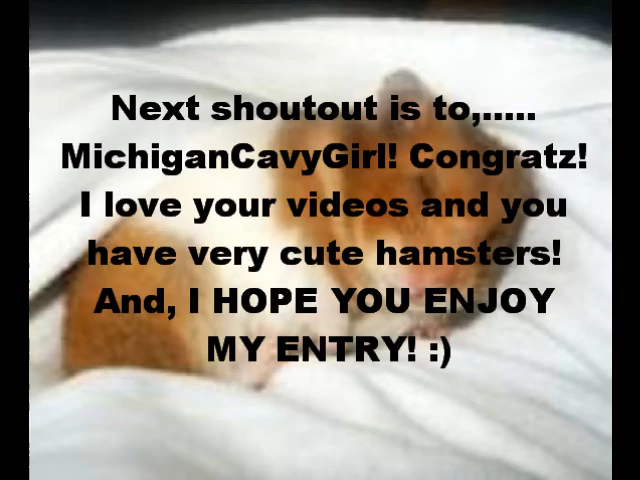 Next shoutout is to,.....
MichiganCavyGirl! Congratz!
I love your videos and you
have very cute hamsters!
And, I HOPE YOU ENJOY
MY ENTRY! :)